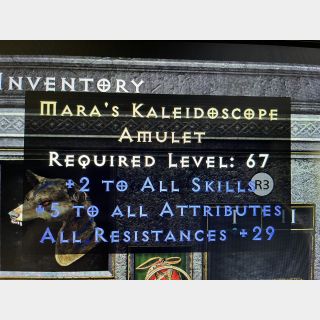 INVENTORY
MARA'S KALEIDOSCOPE
AMULET
REQUIRED LEVEL: 67
+2 TO ALL SKILLS
R3
+5 TO ALL ATTRIBUTES
ALL RESISTANCES +29